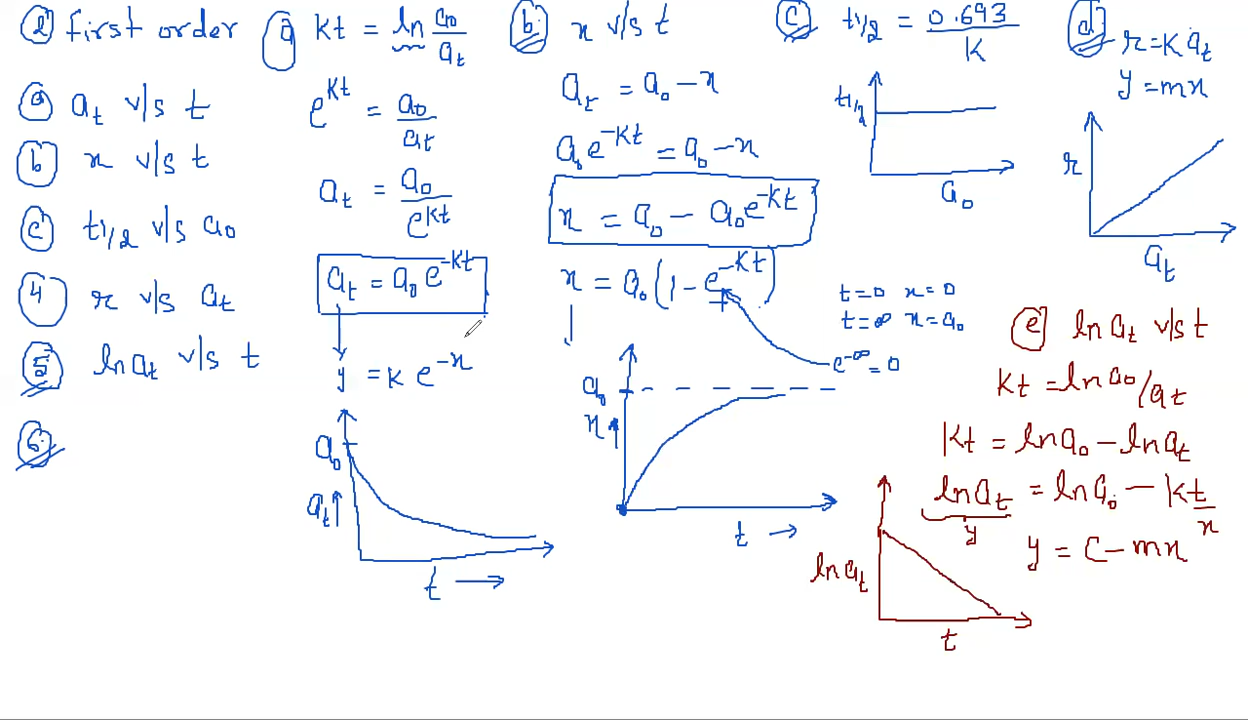 ② first order
ⓐ at v/s t
ⓑ x v/s t
ⓒ t1/2 v/s a0
④ r v/s at
⑤ ln at v/s t
⑥
ⓐ kt = ln a0/at
e^kt = a0/at
at = a0/e^kt
at = a0 e^-kt
y = k e^-x
a0
at ↑
t →
ⓑ x v/s t
at = a0 - x
a0 e^-kt = a0 - x
x = a0 - a0 e^-kt
x = a0 (1 - e^-kt)
t=0 x=0
t=∞ x=a0
e^-∞ = 0
a0
x ↑
t →
ⓒ t1/2 = 0.693/k
t1/2
a0
ⓓ r = k at
y = mx
r
at
ⓔ ln at v/s t
kt = ln a0/at
kt = ln a0 - ln at
ln at = ln a0 - kt
y x
y = c - mx
ln at
t